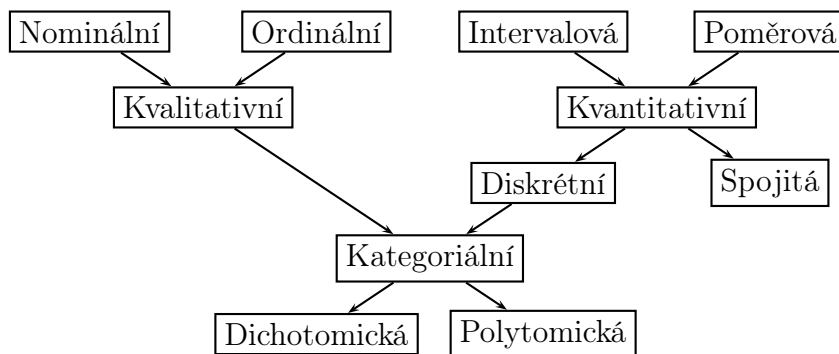 Nominální
Ordinální
Intervalová
Poměrová
Kvalitativní
Kvantitativní
Diskrétní
Spojitá
Kategoriální
Dichotomická
Polytomická